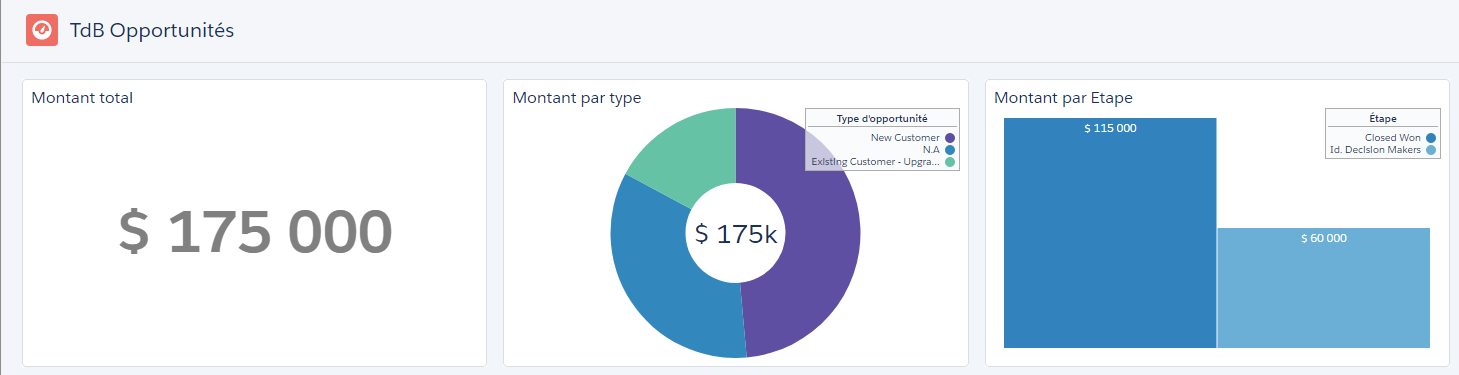 TdB Opportunités
Montant total
$ 175 000
Montant par type
Type d'opportunité
New Customer
N.A
Existing Customer - Upgra...
$ 175k
Montant par Etape
Étape
Closed Won
Id. Decision Makers
$ 115 000
$ 60 000